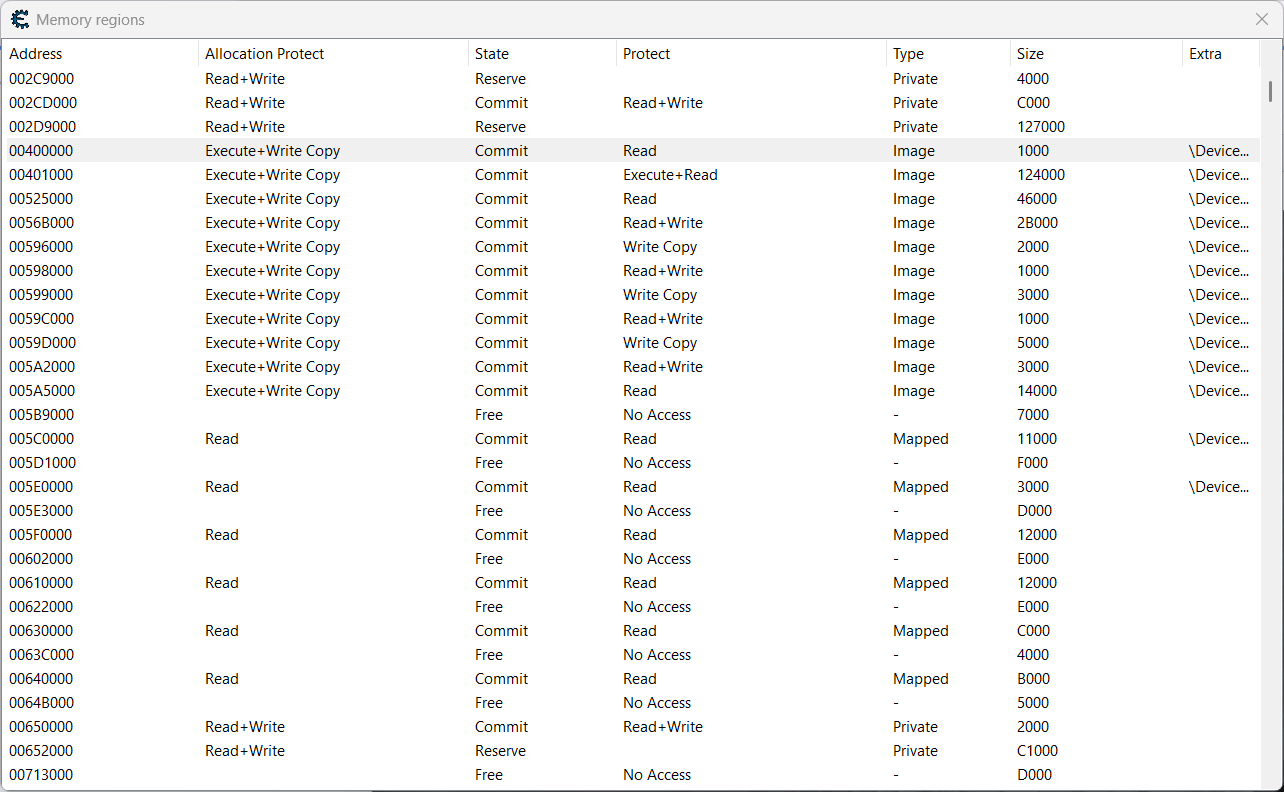 Memory regions
Address Allocation Protect State Protect Type Size Extra
002C9000 Read+Write Reserve Private 4000
002CD000 Read+Write Commit Read+Write Private C000
002D9000 Read+Write Reserve Private 127000
00400000 Execute+Write Copy Commit Read Image 1000 \Device...
00401000 Execute+Write Copy Commit Execute+Read Image 124000 \Device...
00525000 Execute+Write Copy Commit Read Image 46000 \Device...
0056B000 Execute+Write Copy Commit Read+Write Image 2B000 \Device...
00596000 Execute+Write Copy Commit Write Copy Image 2000 \Device...
00598000 Execute+Write Copy Commit Read+Write Image 1000 \Device...
00599000 Execute+Write Copy Commit Write Copy Image 3000 \Device...
0059C000 Execute+Write Copy Commit Read+Write Image 1000 \Device...
0059D000 Execute+Write Copy Commit Write Copy Image 5000 \Device...
005A2000 Execute+Write Copy Commit Read+Write Image 3000 \Device...
005A5000 Execute+Write Copy Commit Read Image 14000 \Device...
005B9000 Free No Access - 7000
005C0000 Read Commit Read Mapped 11000 \Device...
005D1000 Free No Access - F000
005E0000 Read Commit Read Mapped 3000 \Device...
005E3000 Free No Access - D000
005F0000 Read Commit Read Mapped 12000
00602000 Free No Access - E000
00610000 Read Commit Read Mapped 12000
00622000 Free No Access - E000
00630000 Read Commit Read Mapped C000
0063C000 Free No Access - 4000
00640000 Read Commit Read Mapped B000
0064B000 Free No Access - 5000
00650000 Read+Write Commit Read+Write Private 2000
00652000 Read+Write Reserve Private C1000
00713000 Free No Access - D000